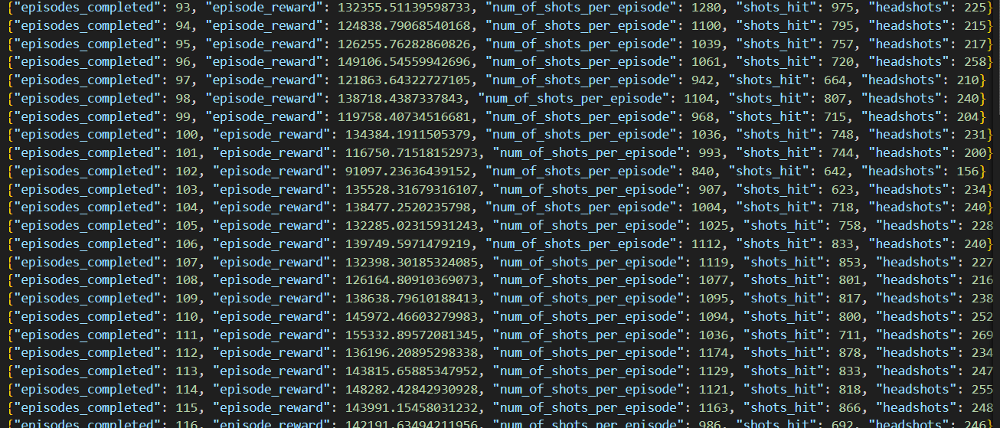 {"episodes_completed": 93, "episode_reward": 132355.51139598733, "num_of_shots_per_episode": 1280, "shots_hit": 975, "headshots": 225}
{"episodes_completed": 94, "episode_reward": 124838.79068540168, "num_of_shots_per_episode": 1100, "shots_hit": 795, "headshots": 215}
{"episodes_completed": 95, "episode_reward": 126255.76282860826, "num_of_shots_per_episode": 1039, "shots_hit": 757, "headshots": 217}
{"episodes_completed": 96, "episode_reward": 149106.54559942696, "num_of_shots_per_episode": 1061, "shots_hit": 720, "headshots": 258}
{"episodes_completed": 97, "episode_reward": 121863.64322727105, "num_of_shots_per_episode": 942, "shots_hit": 664, "headshots": 210}
{"episodes_completed": 98, "episode_reward": 138718.4387337843, "num_of_shots_per_episode": 1104, "shots_hit": 807, "headshots": 240}
{"episodes_completed": 99, "episode_reward": 119758.40734516681, "num_of_shots_per_episode": 968, "shots_hit": 715, "headshots": 204}
{"episodes_completed": 100, "episode_reward": 134384.1911505379, "num_of_shots_per_episode": 1036, "shots_hit": 748, "headshots": 231}
{"episodes_completed": 101, "episode_reward": 116750.71518152973, "num_of_shots_per_episode": 993, "shots_hit": 744, "headshots": 200}
{"episodes_completed": 102, "episode_reward": 91097.23636439152, "num_of_shots_per_episode": 840, "shots_hit": 642, "headshots": 156}
{"episodes_completed": 103, "episode_reward": 135528.31679316107, "num_of_shots_per_episode": 907, "shots_hit": 623, "headshots": 234}
{"episodes_completed": 104, "episode_reward": 138477.2520235798, "num_of_shots_per_episode": 1004, "shots_hit": 718, "headshots": 240}
{"episodes_completed": 105, "episode_reward": 132285.02315931243, "num_of_shots_per_episode": 1025, "shots_hit": 758, "headshots": 228
{"episodes_completed": 106, "episode_reward": 139749.5971479219, "num_of_shots_per_episode": 1112, "shots_hit": 833, "headshots": 240}
{"episodes_completed": 107, "episode_reward": 132398.30185324085, "num_of_shots_per_episode": 1119, "shots_hit": 853, "headshots": 227
{"episodes_completed": 108, "episode_reward": 126164.80910369073, "num_of_shots_per_episode": 1077, "shots_hit": 801, "headshots": 216
{"episodes_completed": 109, "episode_reward": 138638.79610188413, "num_of_shots_per_episode": 1095, "shots_hit": 817, "headshots": 238
{"episodes_completed": 110, "episode_reward": 145972.46603279983, "num_of_shots_per_episode": 1094, "shots_hit": 800, "headshots": 252
{"episodes_completed": 111, "episode_reward": 155332.89572081345, "num_of_shots_per_episode": 1036, "shots_hit": 711, "headshots": 269
{"episodes_completed": 112, "episode_reward": 136196.20895298338, "num_of_shots_per_episode": 1174, "shots_hit": 878, "headshots": 234
{"episodes_completed": 113, "episode_reward": 143815.65885347952, "num_of_shots_per_episode": 1129, "shots_hit": 833, "headshots": 247
{"episodes_completed": 114, "episode_reward": 148282.42842930928, "num_of_shots_per_episode": 1121, "shots_hit": 818, "headshots": 255
{"episodes_completed": 115, "episode_reward": 143991.15458031232, "num_of_shots_per_episode": 1163, "shots_hit": 866, "headshots": 248
{"episodes_completed": 116, "episode_reward": 142191.63494211956, "num_of_shots_per_episode": 986, "shots_hit": 692, "headshots": 246}